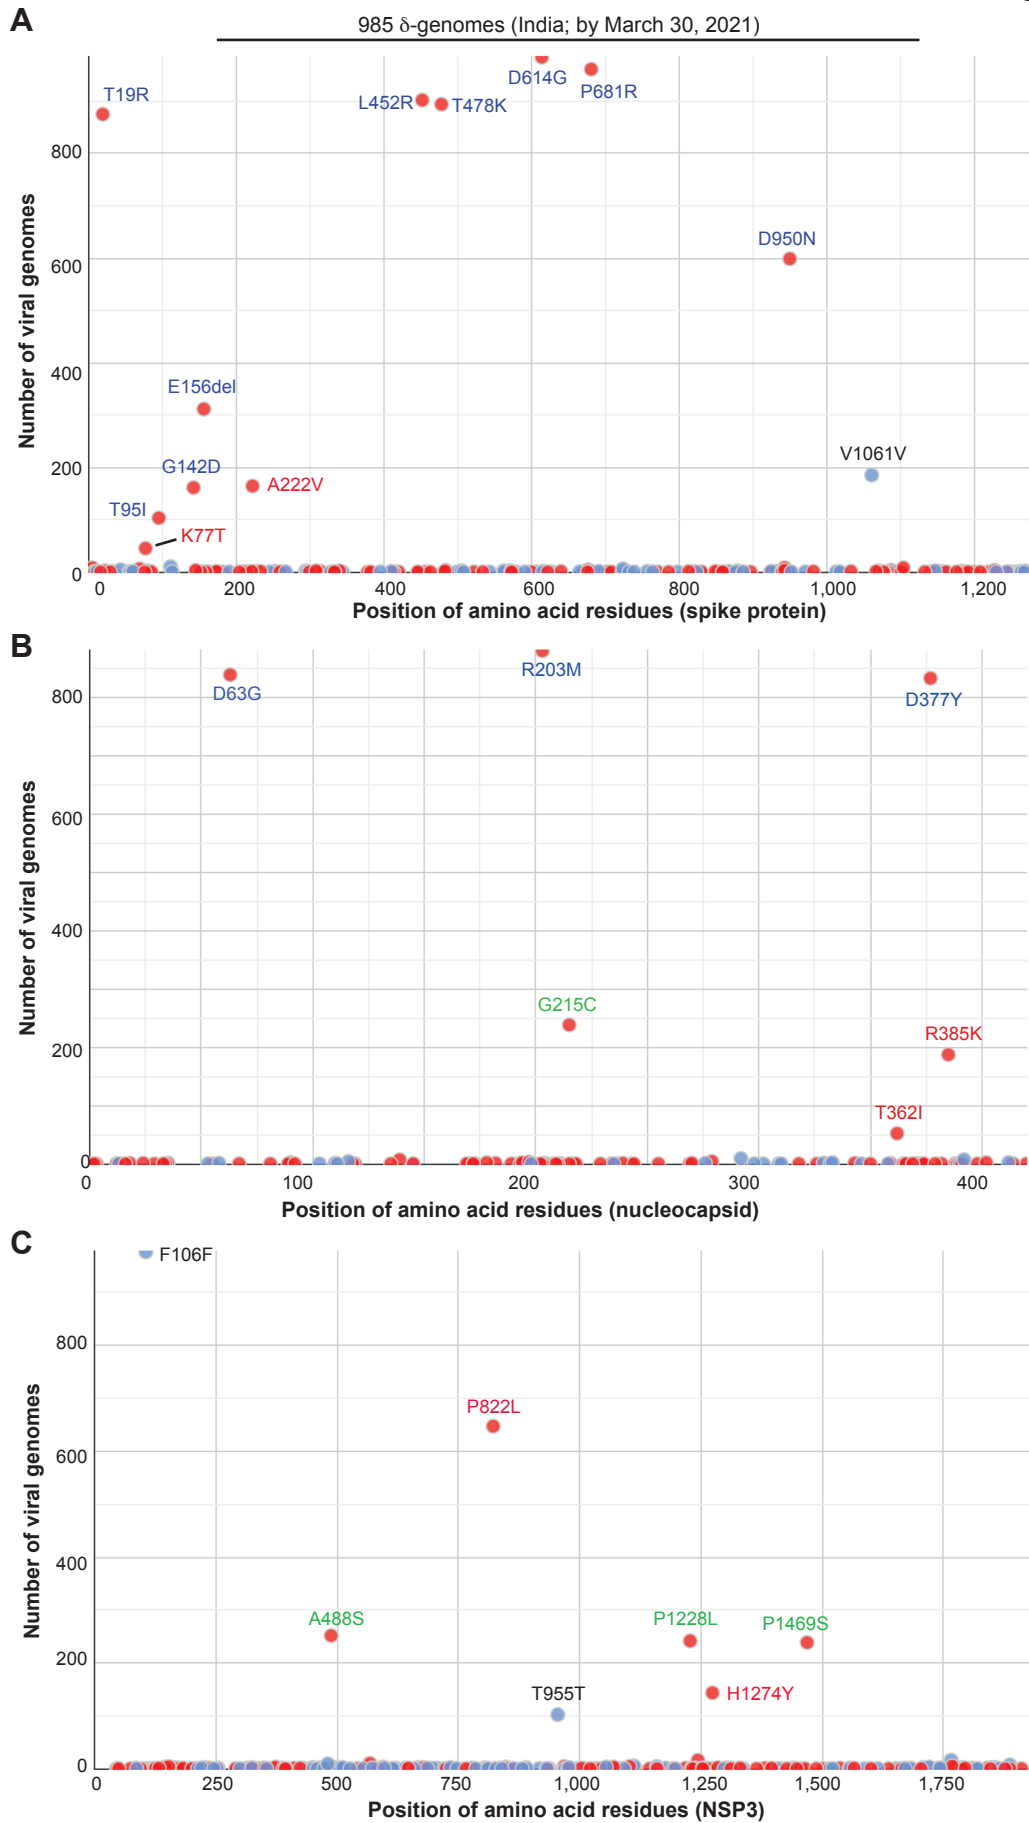 A
985 δ-genomes (India; by March 30, 2021)
T19R
L452R
T478K
D614G
P681R
D950N
E156del
G142D
A222V
T95I
K77T
V1061V
800
600
400
200
0
Number of viral genomes
0 200 400 600 800 1,000 1,200
Position of amino acid residues (spike protein)
B
D63G
R203M
D377Y
G215C
R385K
T362I
800
600
400
200
0
Number of viral genomes
0 100 200 300 400
Position of amino acid residues (nucleocapsid)
C
F106F
P822L
A488S
P1228L
P1469S
T955T
H1274Y
800
600
400
200
0
Number of viral genomes
0 250 500 750 1,000 1,250 1,500 1,750
Position of amino acid residues (NSP3)